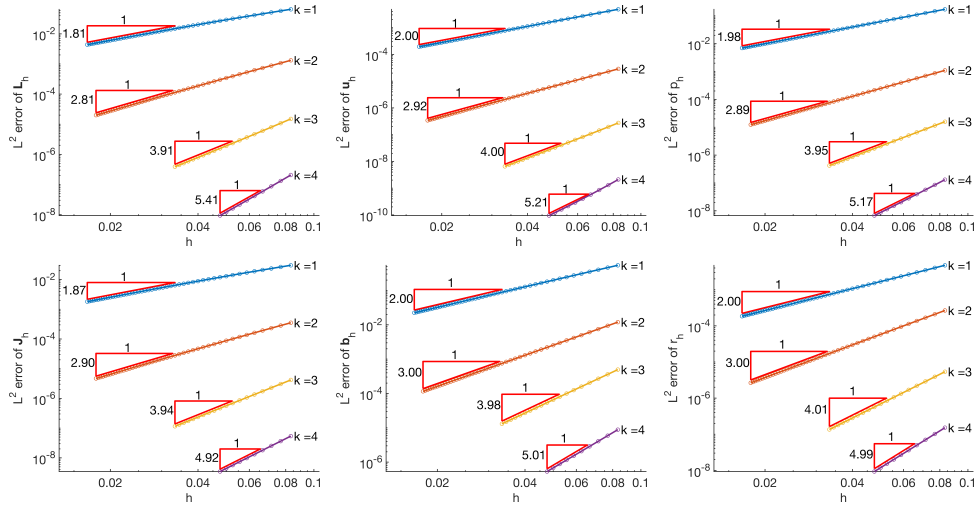 L² error of L_h
10^-2
10^-4
10^-6
10^-8
1
1.81
k =1
1
2.81
k =2
1
3.91
k =3
1
5.41
k =4
0.02 0.04 0.06 0.08 0.1
h
L² error of u_h
10^-4
10^-6
10^-8
10^-10
1
2.00
k =1
1
2.92
k =2
1
4.00
k =3
1
5.21
k =4
0.02 0.04 0.06 0.08 0.1
h
L² error of p_h
10^-2
10^-4
10^-6
10^-8
1
1.98
k =1
1
2.89
k =2
1
3.95
k =3
1
5.17
k =4
0.02 0.04 0.06 0.08 0.1
h
L² error of J_h
10^-2
10^-4
10^-6
10^-8
1
1.87
k =1
1
2.90
k =2
1
3.94
k =3
1
4.92
k =4
0.02 0.04 0.06 0.08 0.1
h
L² error of b_h
10^-2
10^-4
10^-6
1
2.00
k =1
1
3.00
k =2
1
3.98
k =3
1
5.01
k =4
0.02 0.04 0.06 0.08 0.1
h
L² error of r_h
10^-4
10^-6
10^-8
1
2.00
k =1
1
3.00
k =2
1
4.01
k =3
1
4.99
k =4
0.02 0.04 0.06 0.08 0.1
h